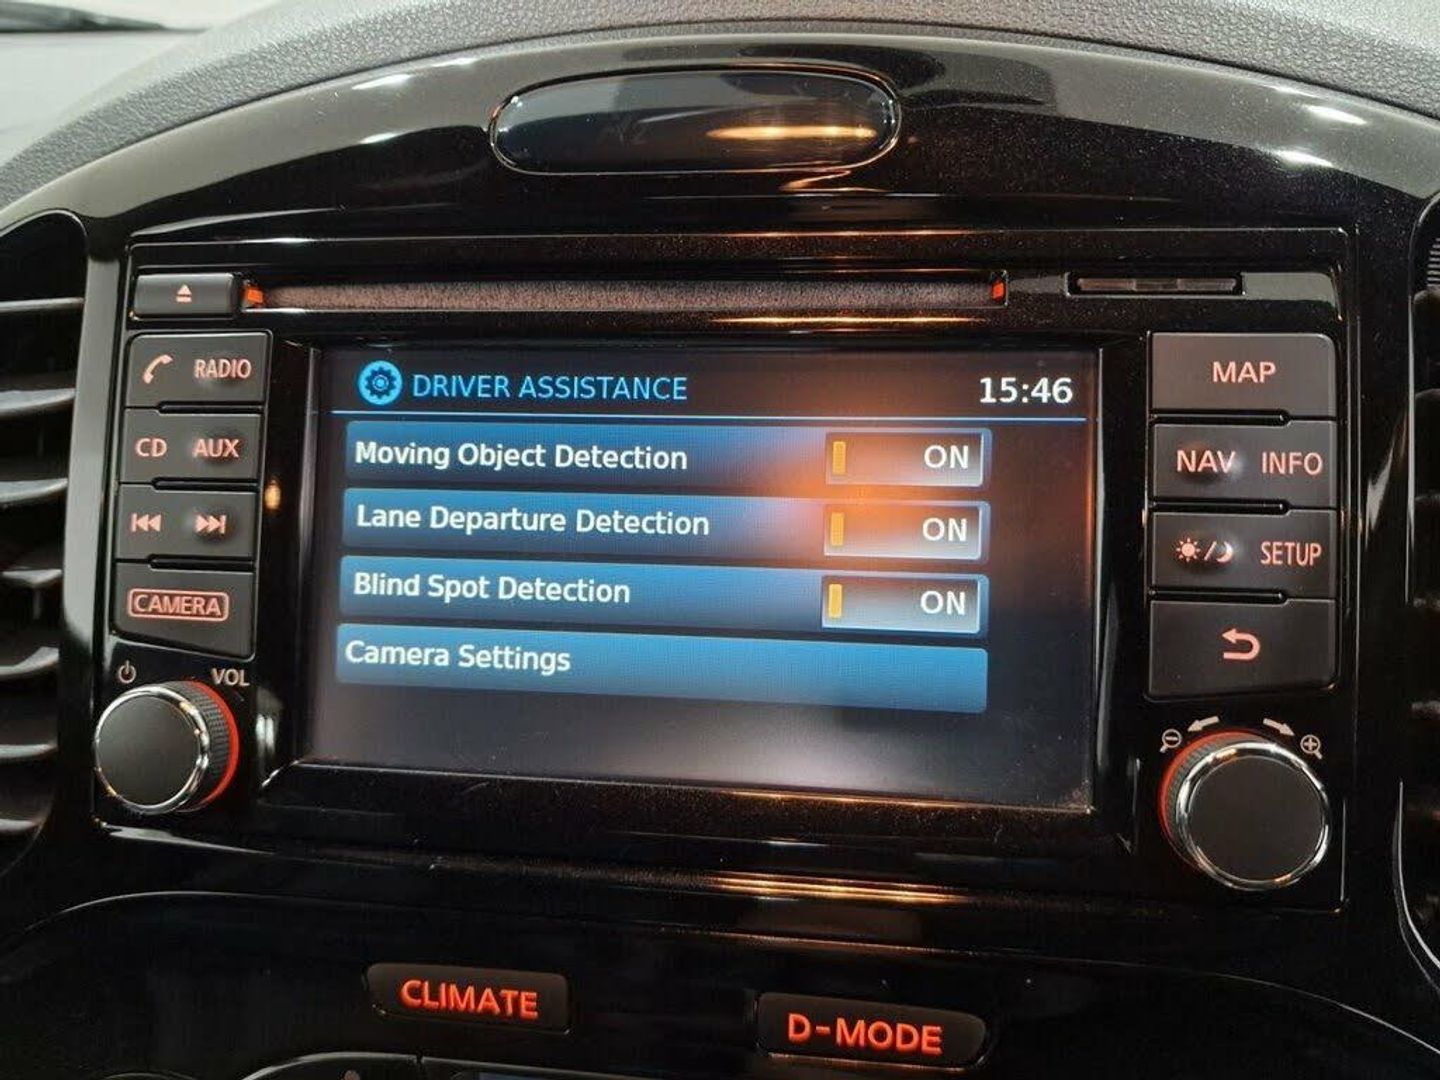 RADIO
CD AUX
CAMERA
VOL
DRIVER ASSISTANCE 15:46
Moving Object Detection ON
Lane Departure Detection ON
Blind Spot Detection ON
Camera Settings
MAP
NAV INFO
SETUP
CLIMATE
D-MODE